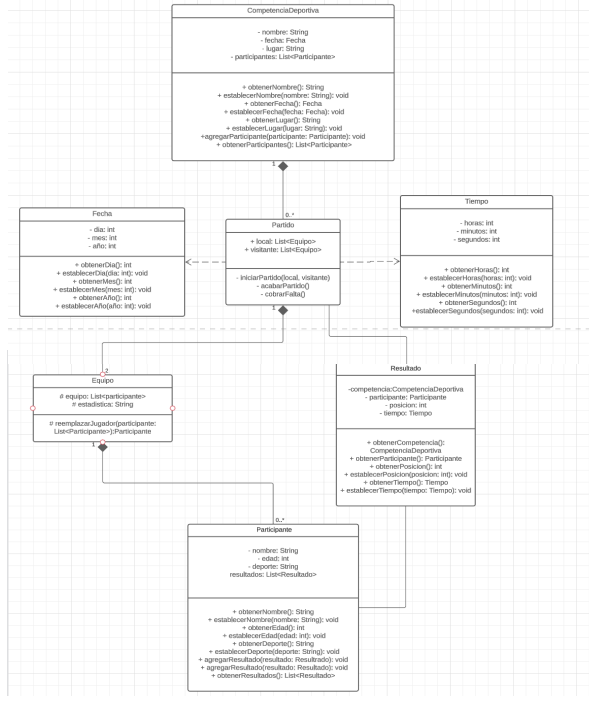 CompetenciaDeportiva
- nombre: String
- fecha: Fecha
- lugar: String
- participantes: List<Participante>
+ obtenerNombre(): String
+ establecerNombre(nombre: String): void
+ obtenerFecha(): Fecha
+ establecerFecha(fecha: Fecha): void
+ obtenerLugar(): String
+ establecerLugar(lugar: String): void
+agregarParticipante(participante: Participante): void
+ obtenerParticipantes(): List<Participante>
1
0..*
Fecha
- dia: int
- mes: int
- año: int
+ obtenerDia(): int
+ establecerDia(dia: int): void
+ obtenerMes(): int
+ establecerMes(mes: int): void
+ obtenerAño(): int
+ establecerAño(año: int): void
Partido
+ local: List<Equipo>
+ visitante: List<Equipo>
- iniciarPartido(local, visitante)
- acabarPartido()
- cobrarFalta()
Tiempo
- horas: int
- minutos: int
- segundos: int
+ obtenerHoras(): int
+ establecerHoras(horas: int): void
+ obtenerMinutos(): int
+ establecerMinutos(minutos: int): void
+ obtenerSegundos(): int
+establecerSegundos(segundos: int): void
1
2
Equipo
# equipo: List<participante>
# estadistica: String
# reemplazarJugador(participante:
List<Participante>):Participante
1
0..*
Resultado
-competencia:CompetenciaDeportiva
- participante: Participante
- posicion: int
- tiempo: Tiempo
+ obtenerCompetencia():
CompetenciaDeportiva
+ obtenerParticipante(): Participante
+ obtenerPosicion(): int
+ establecerPosicion(posicion: int): void
+ obtenerTiempo(): Tiempo
+ establecerTiempo(tiempo: Tiempo): void
Participante
- nombre: String
- edad: int
- deporte: String
resultados: List<Resultado>
+ obtenerNombre(): String
+ establecerNombre(nombre: String): void
+ obtenerEdad(): int
+ establecerEdad(edad: int): void
+ obtenerDeporte(): String
+ establecerDeporte(deporte: String): void
+ agregarResultado(resultado: Resultrado): void
+ agregarResultado(resultado: Resultado): void
+ obtenerResultados(): List<Resultado>